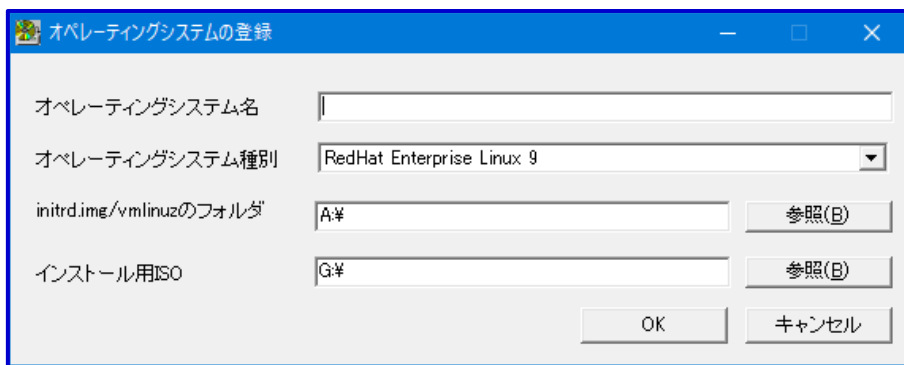 オペレーティングシステムの登録
オペレーティングシステム名
オペレーティングシステム種別 RedHat Enterprise Linux 9
initrd.img/vmlinuzのフォルダ A:¥ 参照(B)
インストール用ISO G:¥ 参照(B)
OK キャンセル